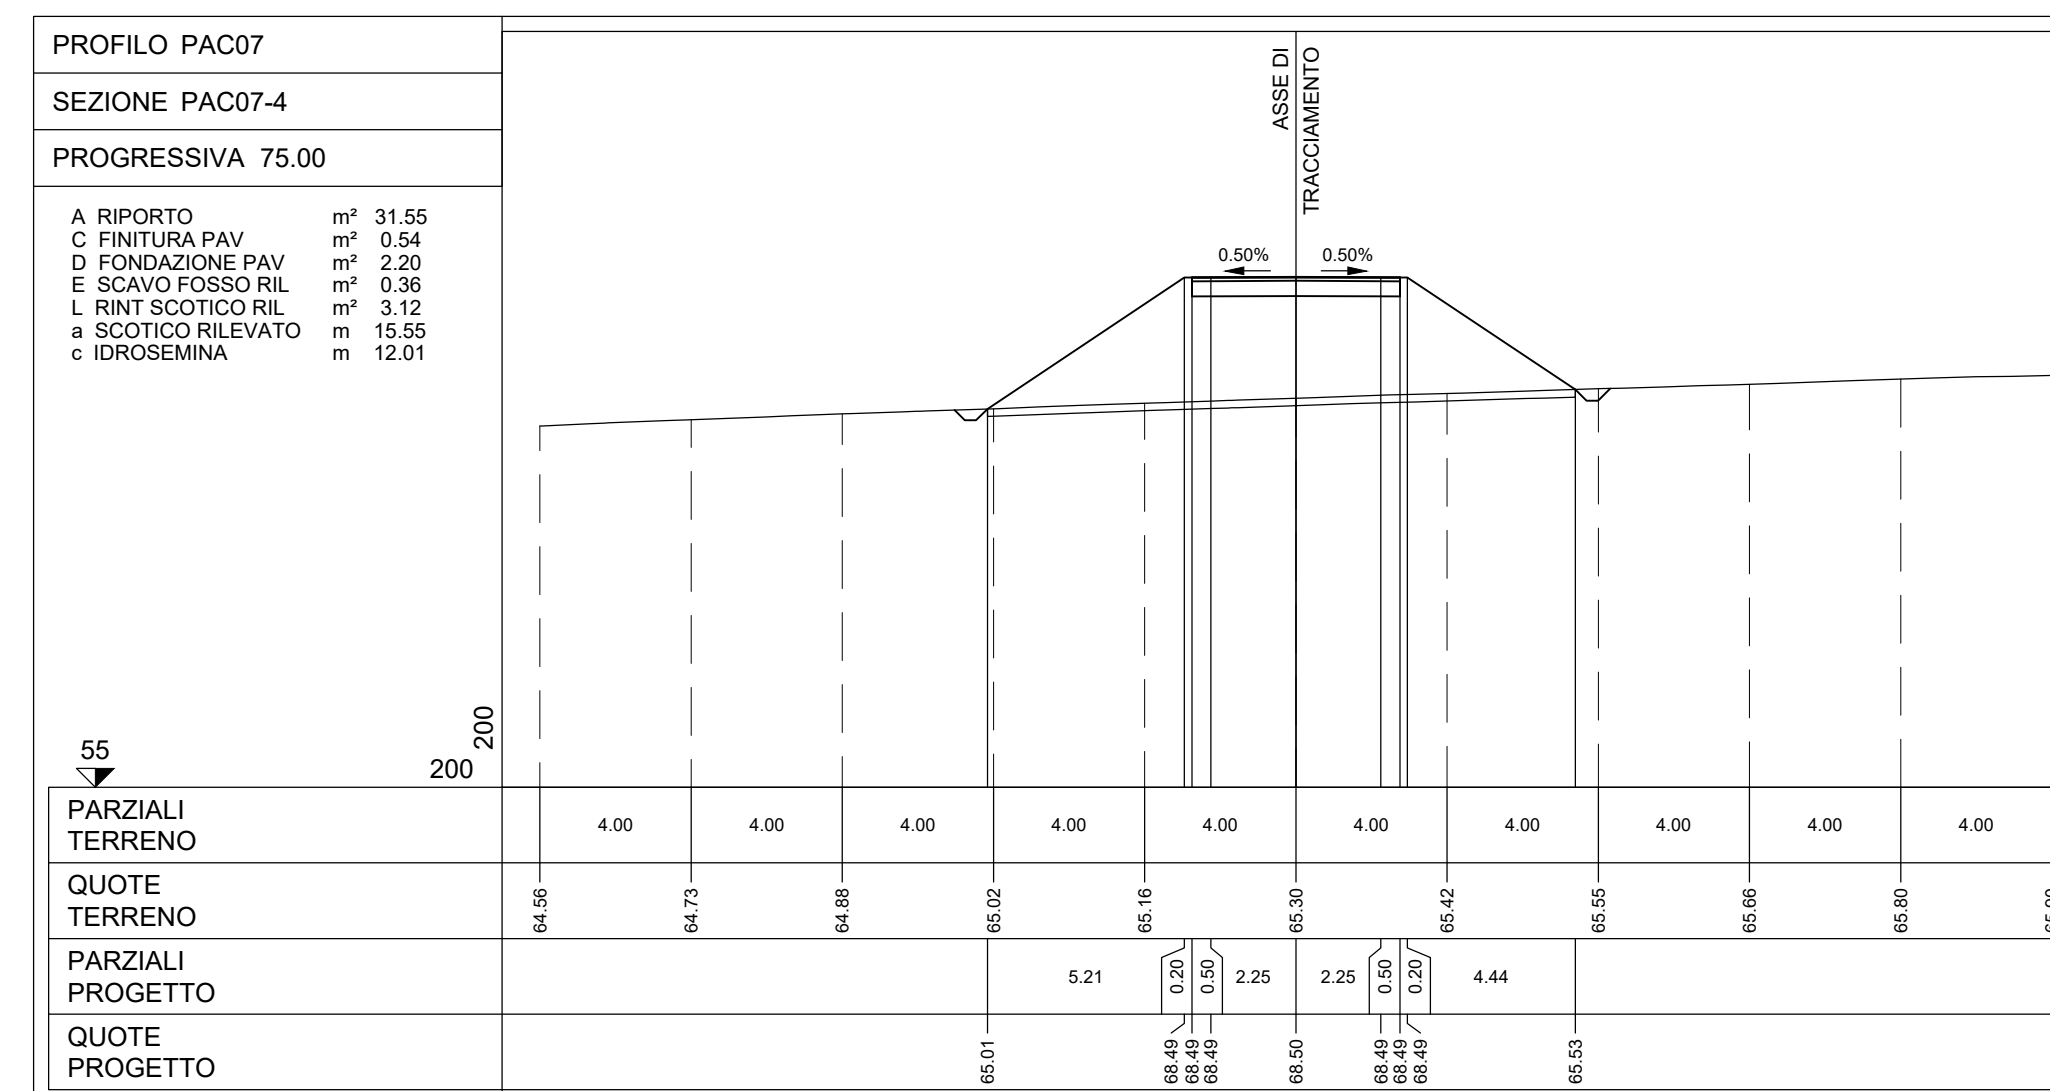 PROFILO PAC07
SEZIONE PAC07-4
PROGRESSIVA 75.00
A RIPORTO m² 31.55
C FINITURA PAV m² 0.54
D FONDAZIONE PAV m² 2.20
E SCAVO FOSSO RIL m² 0.36
L RINT SCOTICO RIL m² 3.12
a SCOTICO RILEVATO m 15.55
c IDROSEMINA m 12.01
ASSE DI
TRACCIAMENTO
0.50% 0.50%
55
200
200
PARZIALI
TERRENO
4.00 4.00 4.00 4.00 4.00 4.00 4.00 4.00 4.00 4.00
QUOTE
TERRENO
64.56 64.73 64.88 65.02 65.16 65.30 65.42 65.55 65.66 65.80
PARZIALI
PROGETTO
5.21 0.20 0.50 2.25 2.25 0.50 0.20 4.44
QUOTE
PROGETTO
65.01 68.49 68.49 68.49 68.50 68.49 68.49 68.49 65.53